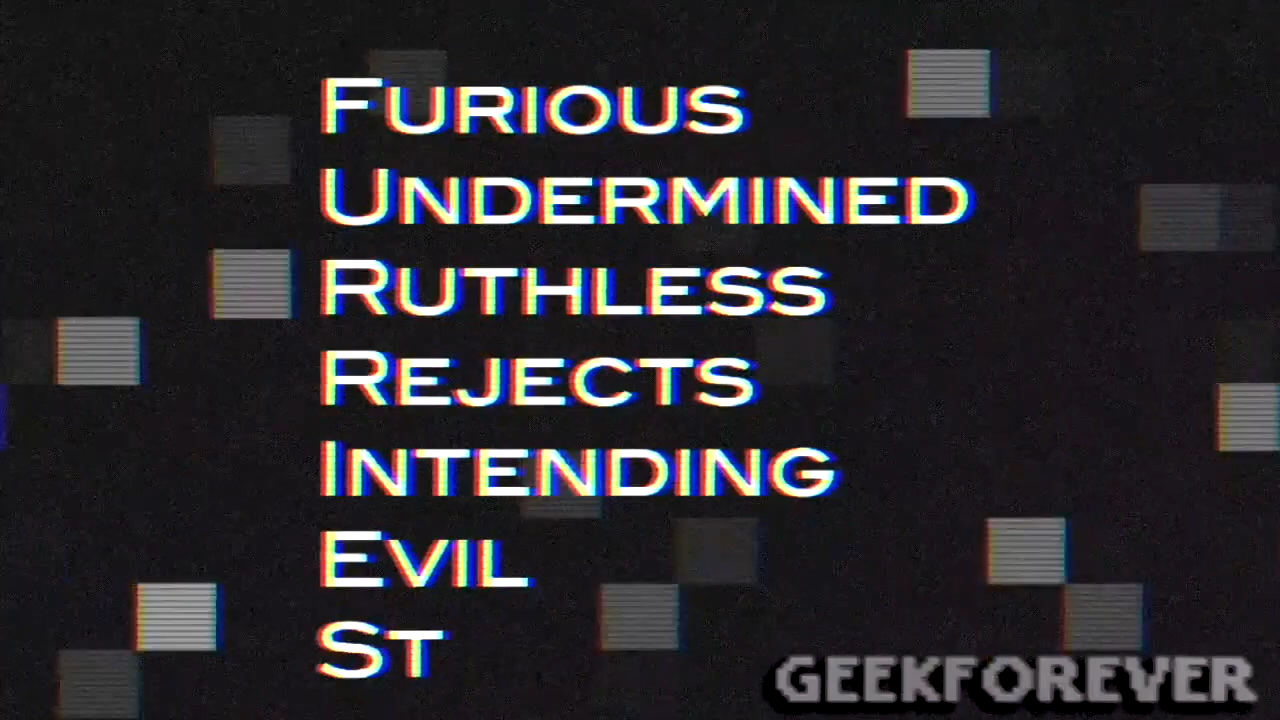 FURIOUS
UNDERMINED
RUTHLESS
REJECTS
INTENDING
EVIL
ST
GEEKFOREVER